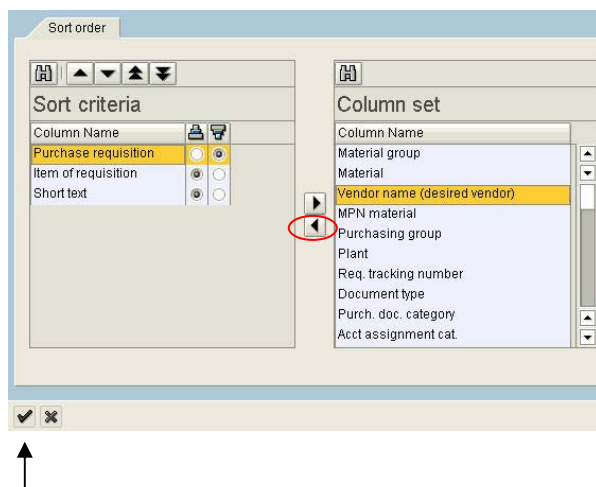 Sort order
Sort criteria
Column Name
Purchase requisition
Item of requisition
Short text
Column set
Column Name
Material group
Material
Vendor name (desired vendor)
MPN material
Purchasing group
Plant
Req. tracking number
Document type
Purch. doc. category
Acct assignment cat.